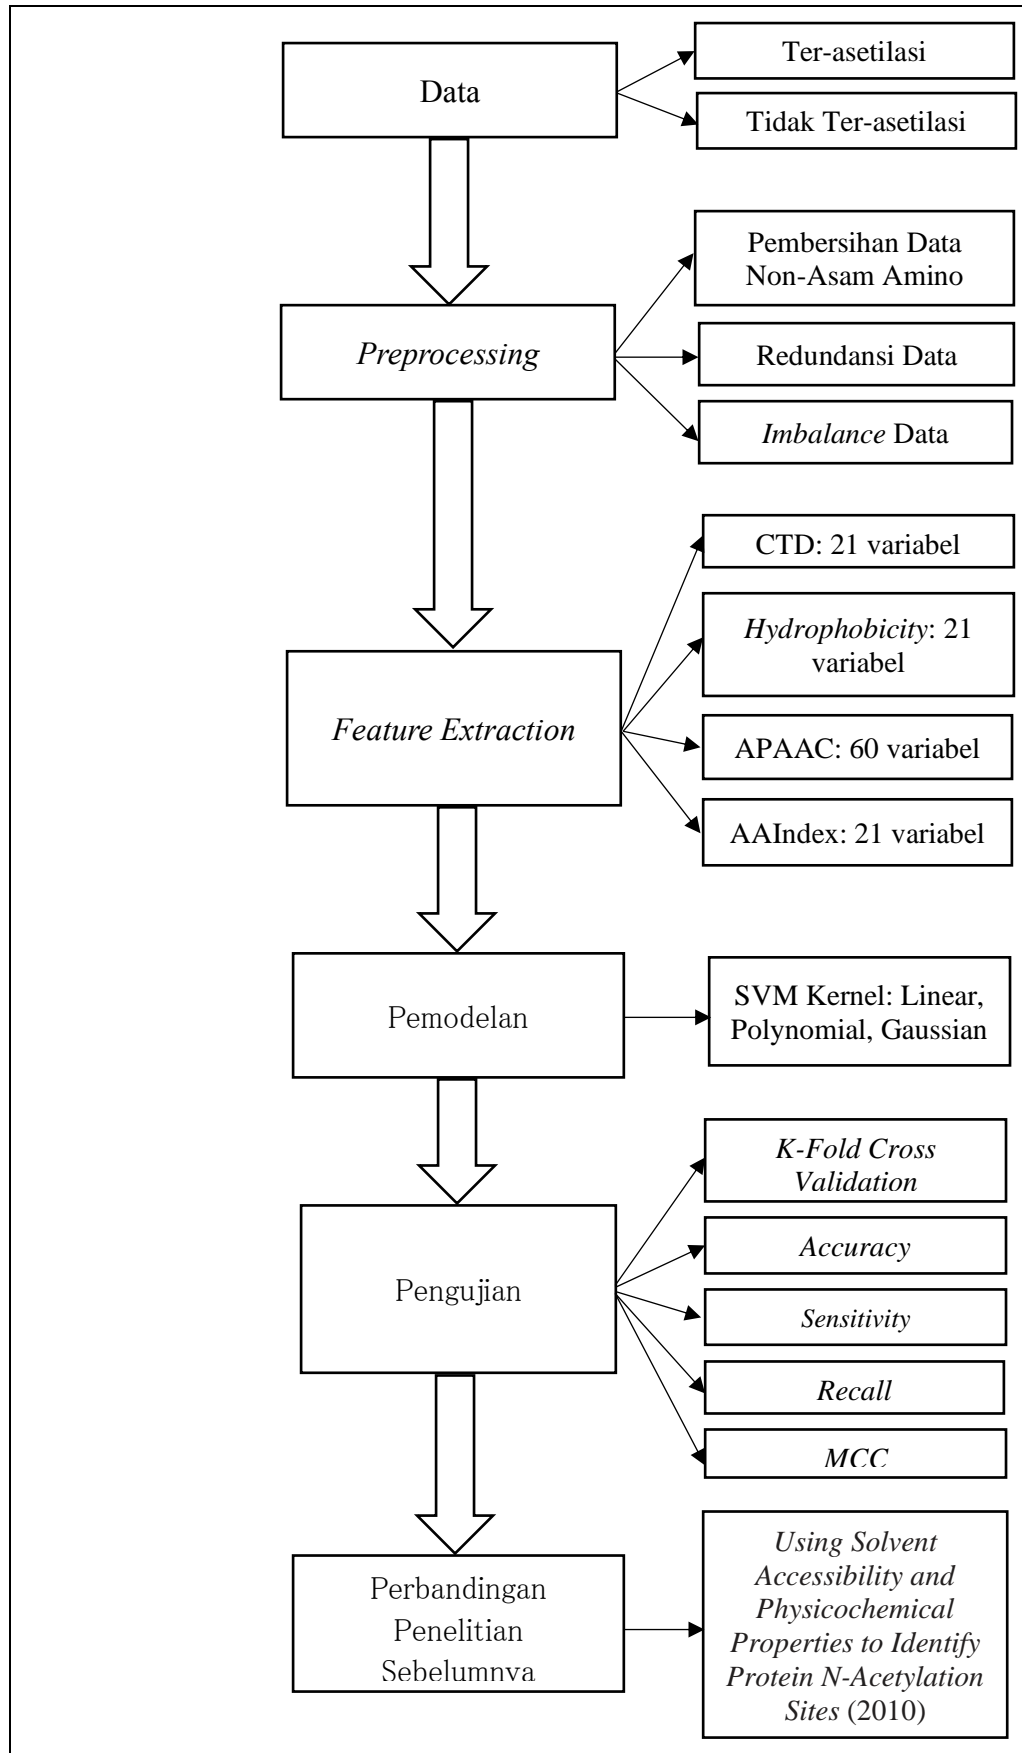 Data
Ter-asetilasi
Tidak Ter-asetilasi
Preprocessing
Pembersihan Data
Non-Asam Amino
Redundansi Data
Imbalance Data
Feature Extraction
CTD: 21 variabel
Hydrophobicity: 21
variabel
APAAC: 60 variabel
AAIndex: 21 variabel
Pemodelan
SVM Kernel: Linear,
Polynomial, Gaussian
Pengujian
K-Fold Cross
Validation
Accuracy
Sensitivity
Recall
MCC
Perbandingan
Penelitian
Sebelumnya
Using Solvent
Accessibility and
Physicochemical
Properties to Identify
Protein N-Acetylation
Sites (2010)